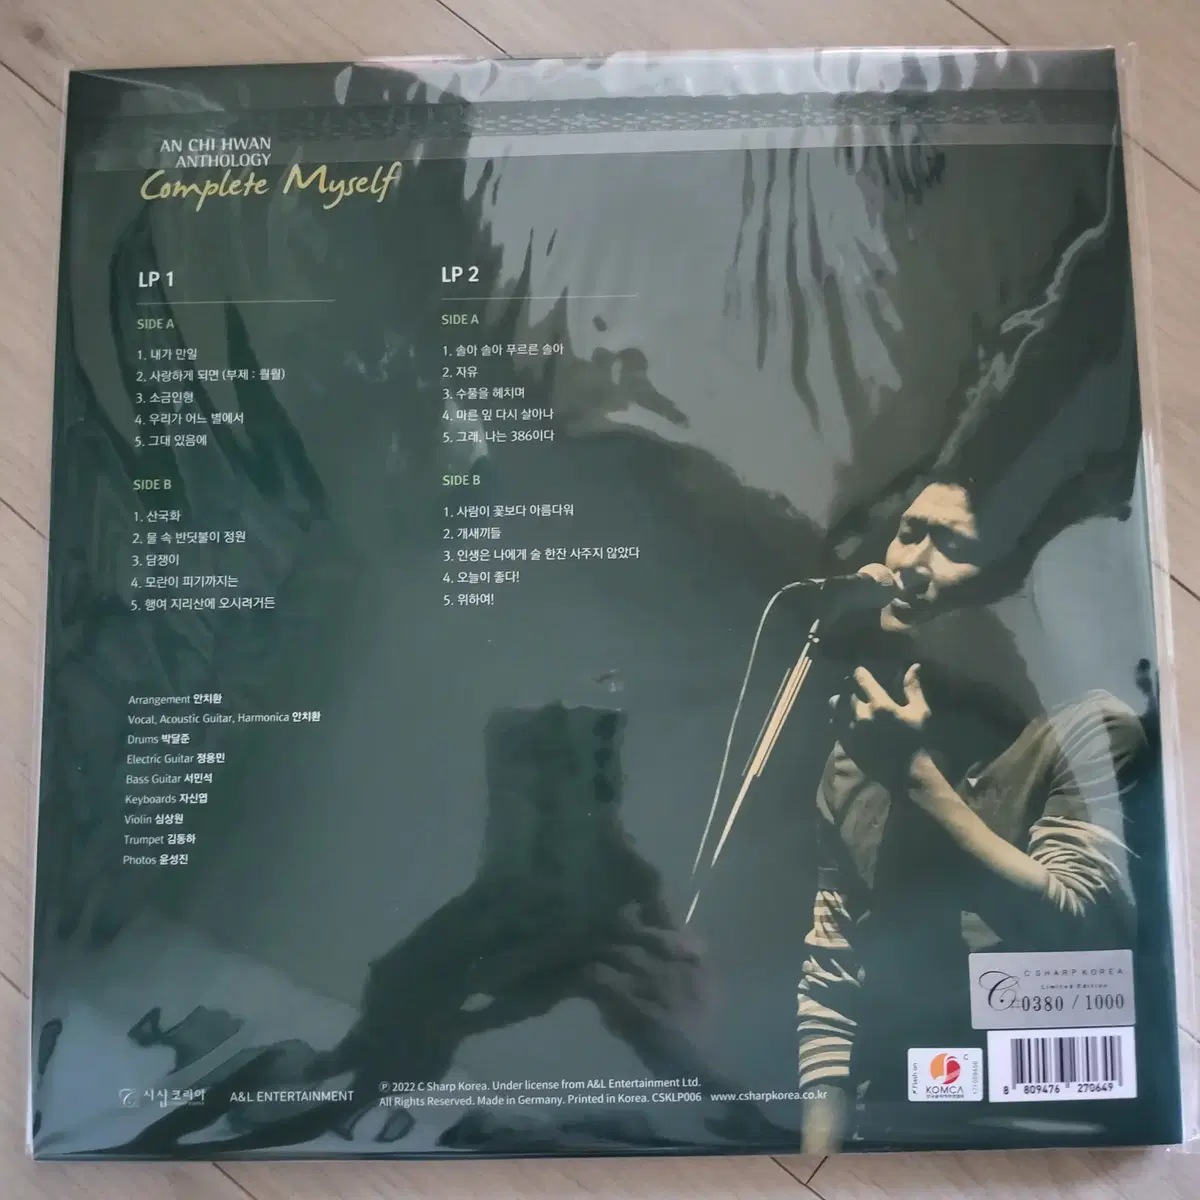 AN CHI HWAN
ANTHOLOGY
Complete Myself
LP 1
SIDE A
1. 내가 만일
2. 사랑하게 되면 (부제 : 훨훨)
3. 소금인형
4. 우리가 어느 별에서
5. 그대 있음에
SIDE B
1. 산국화
2. 물 속 반딧불이 정원
3. 담쟁이
4. 모란이 피기까지는
5. 행여 지리산에 오시려거든
LP 2
SIDE A
1. 솔아 솔아 푸르른 솔아
2. 자유
3. 수풀을 헤치며
4. 마른 잎 다시 살아나
5. 그래, 나는 386이다
SIDE B
1. 사람이 꽃보다 아름다워
2. 개새끼들
3. 인생은 나에게 술 한잔 사주지 않았다
4. 오늘이 좋다!
5. 위하여!
Arrangement 안치환
Vocal, Acoustic Guitar, Harmonica 안치환
Drums 박달준
Electric Guitar 정용민
Bass Guitar 서민석
Keyboards 자신엽
Violin 심상원
Trumpet 김동하
Photos 윤성진
C SHARP KOREA
Limited Edition
0380 / 1000
씨샵코리아
A&L ENTERTAINMENT
℗ 2022 C Sharp Korea. Under license from A&L Entertainment Ltd.
All Rights Reserved. Made in Germany. Printed in Korea. CSKLP006 www.csharpkorea.co.kr
Flash on
KOMCA
8 809476 270649